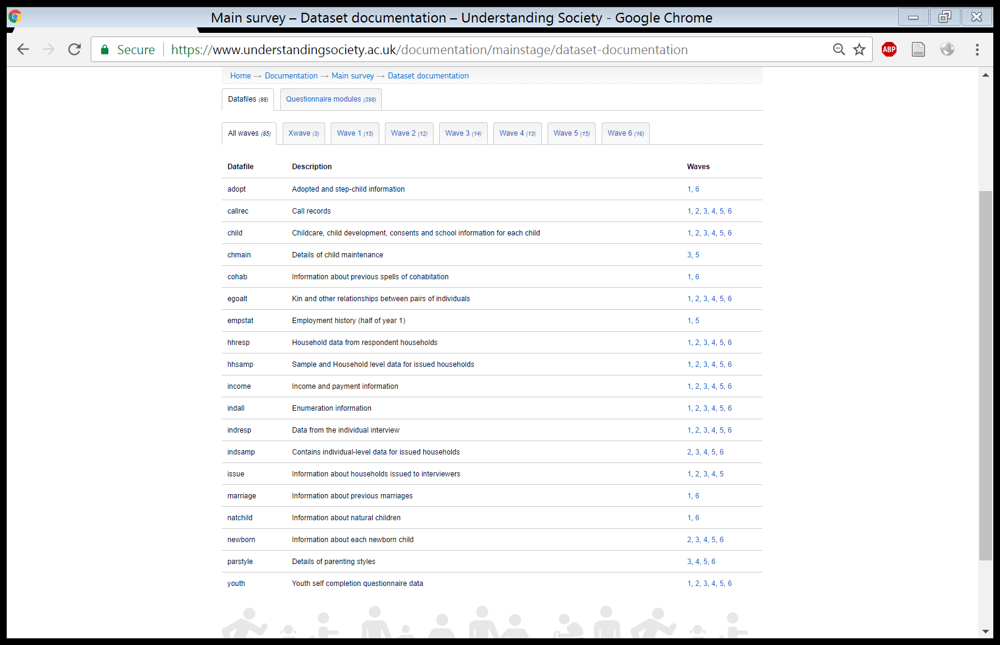 Main survey – Dataset documentation – Understanding Society - Google Chrome
Secure https://www.understandingsociety.ac.uk/documentation/mainstage/dataset-documentation ABP
Home → Documentation → Main survey → Dataset documentation
Datafiles (88) Questionnaire modules (398)
All waves (85) Xwave (3) Wave 1 (15) Wave 2 (12) Wave 3 (14) Wave 4 (13) Wave 5 (15) Wave 6 (16)
Datafile Description Waves
adopt Adopted and step-child information 1, 6
callrec Call records 1, 2, 3, 4, 5, 6
child Childcare, child development, consents and school information for each child 1, 2, 3, 4, 5, 6
chmain Details of child maintenance 3, 5
cohab Information about previous spells of cohabitation 1, 6
egoalt Kin and other relationships between pairs of individuals 1, 2, 3, 4, 5, 6
empstat Employment history (half of year 1) 1, 5
hhresp Household data from respondent households 1, 2, 3, 4, 5, 6
hhsamp Sample and Household level data for issued households 1, 2, 3, 4, 5, 6
income Income and payment information 1, 2, 3, 4, 5, 6
indall Enumeration information 1, 2, 3, 4, 5, 6
indresp Data from the individual interview 1, 2, 3, 4, 5, 6
indsamp Contains individual-level data for issued households 2, 3, 4, 5, 6
issue Information about households issued to interviewers 1, 2, 3, 4, 5
marriage Information about previous marriages 1, 6
natchild Information about natural children 1, 6
newborn Information about each newborn child 2, 3, 4, 5, 6
parstyle Details of parenting styles 3, 4, 5, 6
youth Youth self completion questionnaire data 1, 2, 3, 4, 5, 6